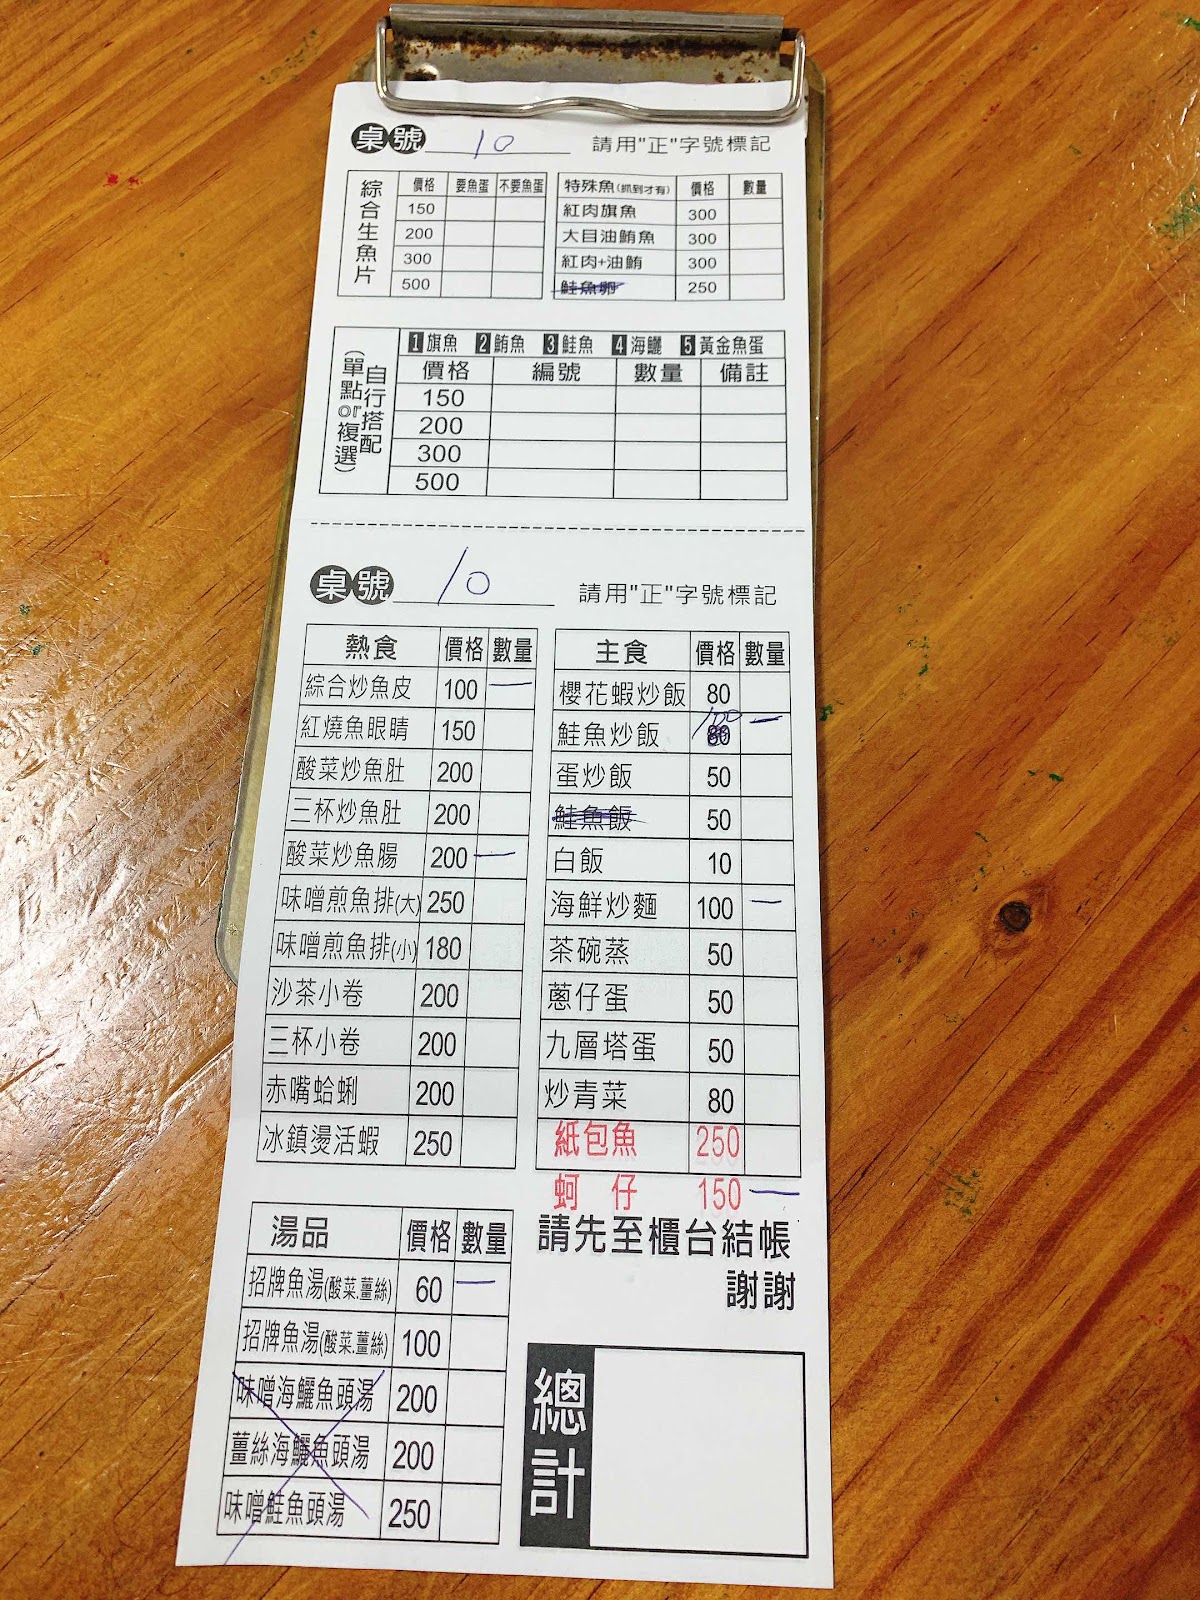 桌號 10 請用"正"字號標記
綜合生魚片 價格 要魚蛋 不要魚蛋
150
200
300
500
特殊魚(抓到才有) 價格 數量
紅肉旗魚 300
大目油鮪魚 300
紅肉+油鮪 300
鮭魚卵 250
自行搭配
(單點or複選)
1 旗魚 2 鮪魚 3 鮭魚 4 海鱺 5 黃金魚蛋
價格 編號 數量 備註
150
200
300
500
桌號 10 請用"正"字號標記
熱食 價格 數量
綜合炒魚皮 100 一
紅燒魚眼睛 150
酸菜炒魚肚 200
三杯炒魚肚 200
酸菜炒魚腸 200 一
味噌煎魚排(大) 250
味噌煎魚排(小) 180
沙茶小卷 200
三杯小卷 200
赤嘴蛤蜊 200
冰鎮燙活蝦 250
主食 價格 數量
櫻花蝦炒飯 80
鮭魚炒飯 80 100 一
蛋炒飯 50
鮭魚飯 50
白飯 10
海鮮炒麵 100 一
茶碗蒸 50
蔥仔蛋 50
九層塔蛋 50
炒青菜 80
紙包魚 250
蚵 仔 150 一
請先至櫃台結帳
謝謝
湯品 價格 數量
招牌魚湯(酸菜.薑絲) 60 一
招牌魚湯(酸菜.薑絲) 100
味噌海鱺魚頭湯 200
薑絲海鱺魚頭湯 200
味噌鮭魚頭湯 250
總計